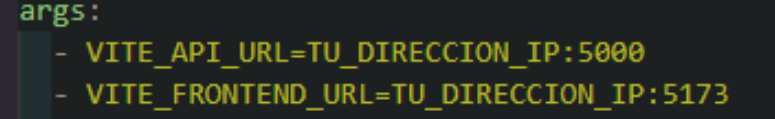 args:
- VITE_API_URL=TU_DIRECCION_IP:5000
- VITE_FRONTEND_URL=TU_DIRECCION_IP:5173